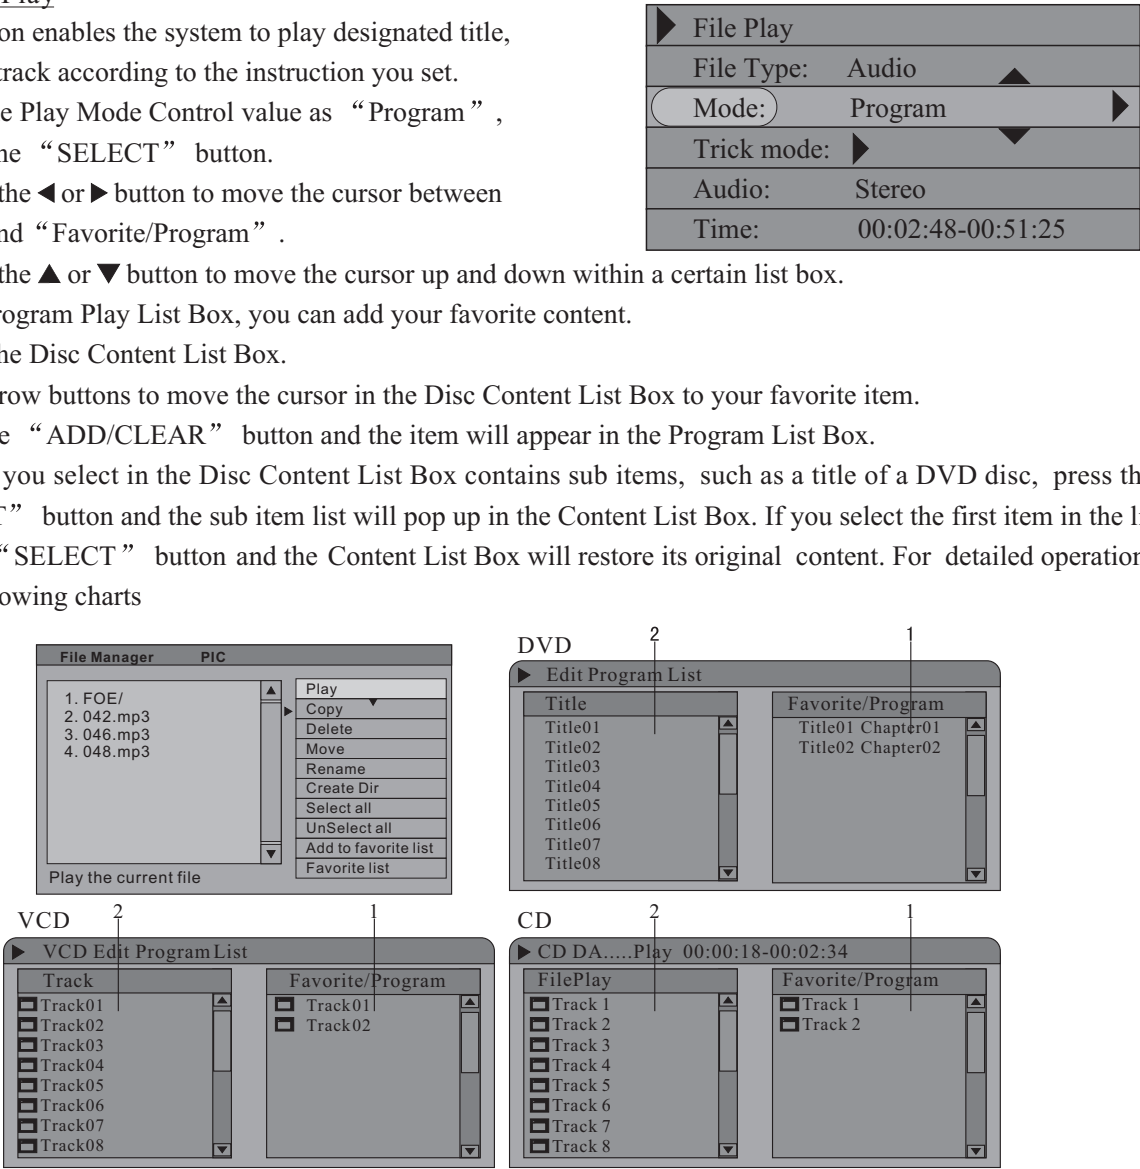 Play
on enables the system to play designated title,
track according to the instruction you set.
e Play Mode Control value as “Program”,
he “SELECT” button.
the ◀ or ▶ button to move the cursor between
nd “Favorite/Program”.
the ▲ or ▼ button to move the cursor up and down within a certain list box.
rogram Play List Box, you can add your favorite content.
he Disc Content List Box.
row buttons to move the cursor in the Disc Content List Box to your favorite item.
e “ADD/CLEAR” button and the item will appear in the Program List Box.
you select in the Disc Content List Box contains sub items, such as a title of a DVD disc, press th
T” button and the sub item list will pop up in the Content List Box. If you select the first item in the l
“SELECT” button and the Content List Box will restore its original content. For detailed operation
owing charts
File Play
File Type: Audio
Mode: Program
Trick mode:
Audio: Stereo
Time: 00:02:48-00:51:25
File Manager PIC
1. FOE/
2. 042.mp3
3. 046.mp3
4. 048.mp3
Play
Copy
Delete
Move
Rename
Create Dir
Select all
UnSelect all
Add to favorite list
Favorite list
Play the current file
DVD
2
1
Edit Program List
Title
Title01
Title02
Title03
Title04
Title05
Title06
Title07
Title08
Favorite/Program
Title01 Chapter01
Title02 Chapter02
VCD
2
1
VCD Edit Program List
Track
Track01
Track02
Track03
Track04
Track05
Track06
Track07
Track08
Favorite/Program
Track01
Track02
CD
2
1
CD DA.....Play 00:00:18-00:02:34
FilePlay
Track 1
Track 2
Track 3
Track 4
Track 5
Track 6
Track 7
Track 8
Favorite/Program
Track 1
Track 2